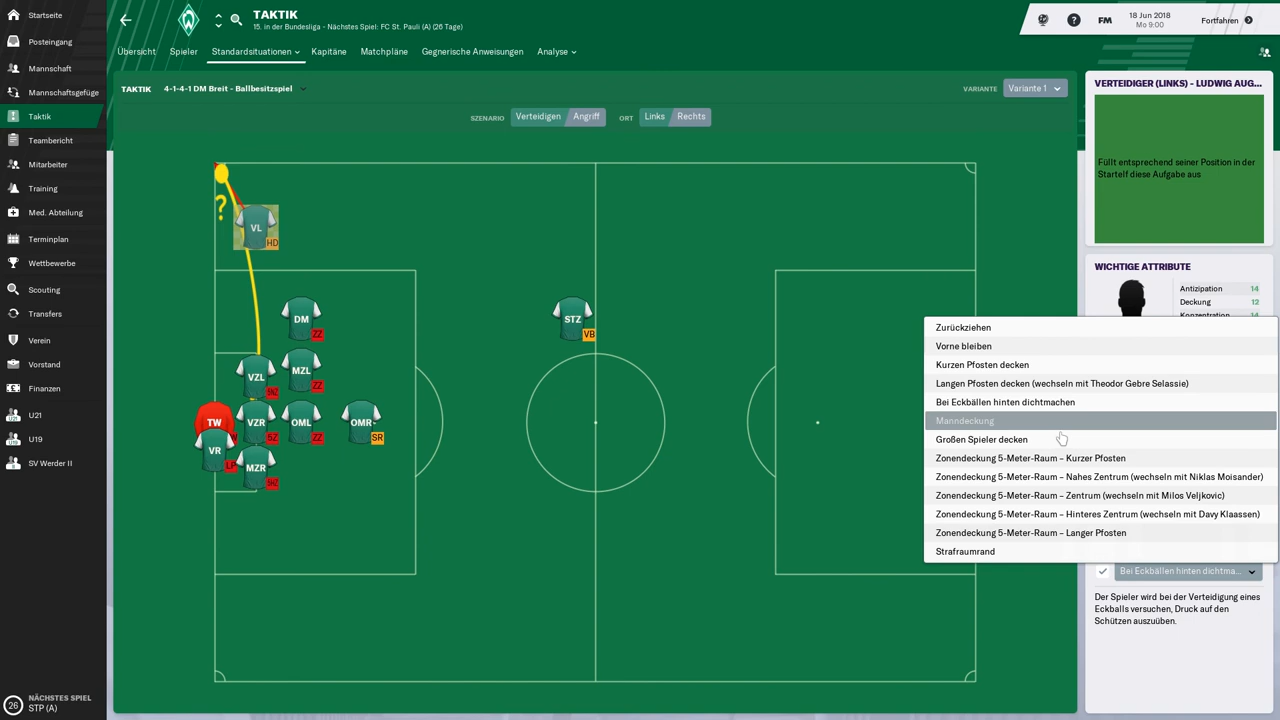 Startseite
Posteingang
Mannschaft
Mannschaftsgefüge
Taktik
Teambericht
Mitarbeiter
Training
Med. Abteilung
Terminplan
Wettbewerbe
Scouting
Transfers
Verein
Vorstand
Finanzen
U21
U19
SV Werder II
26
NÄCHSTES SPIEL
STP (A)
TAKTIK
15. in der Bundesliga - Nächstes Spiel: FC St. Pauli (A) (26 Tage)
?
FM
18 Jun 2018
Mo 9:00
Fortfahren
Übersicht
Spieler
Standardsituationen
Kapitäne
Matchpläne
Gegnerische Anweisungen
Analyse
TAKTIK
4-1-4-1 DM Breit - Ballbesitzspiel
VARIANTE
Variante 1
SZENARIO
Verteidigen
Angriff
ORT
Links
Rechts
?
VL
HD
DM
ZZ
STZ
VB
VZL
5NZ
MZL
ZZ
TW
VZR
5Z
OML
ZZ
OMR
SR
VR
LP
MZR
5HZ
VERTEIDIGER (LINKS) - LUDWIG AUG...
Füllt entsprechend seiner Position in der
Startelf diese Aufgabe aus
WICHTIGE ATTRIBUTE
Antizipation 14
Deckung 12
Konzentration 14
Zurückziehen
Vorne bleiben
Kurzen Pfosten decken
Langen Pfosten decken (wechseln mit Theodor Gebre Selassie)
Bei Eckbällen hinten dichtmachen
Manndeckung
Großen Spieler decken
Zonendeckung 5-Meter-Raum – Kurzer Pfosten
Zonendeckung 5-Meter-Raum – Nahes Zentrum (wechseln mit Niklas Moisander)
Zonendeckung 5-Meter-Raum – Zentrum (wechseln mit Milos Veljkovic)
Zonendeckung 5-Meter-Raum – Hinteres Zentrum (wechseln mit Davy Klaassen)
Zonendeckung 5-Meter-Raum – Langer Pfosten
Strafraumrand
Bei Eckbällen hinten dichtma...
Der Spieler wird bei der Verteidigung eines
Eckballs versuchen, Druck auf den
Schützen auszuüben.